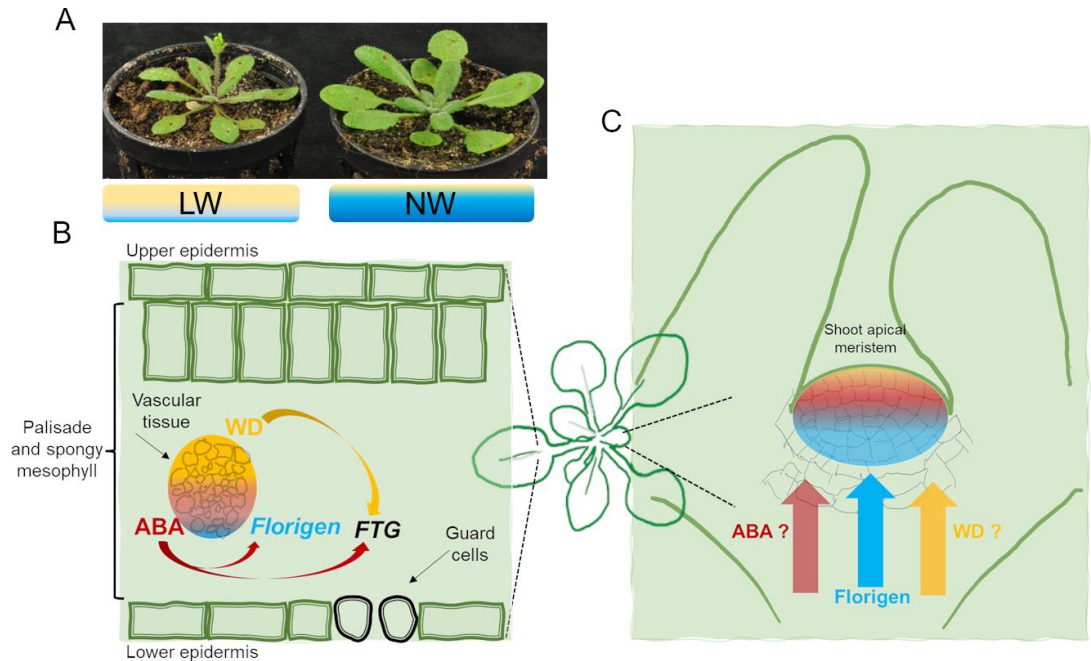 A
LW
NW
B
Upper epidermis
Vascular
tissue
WD
Palisade
and spongy
mesophyll
ABA
Florigen
FTG
Guard
cells
Lower epidermis
C
Shoot apical
meristem
ABA ?
WD ?
Florigen